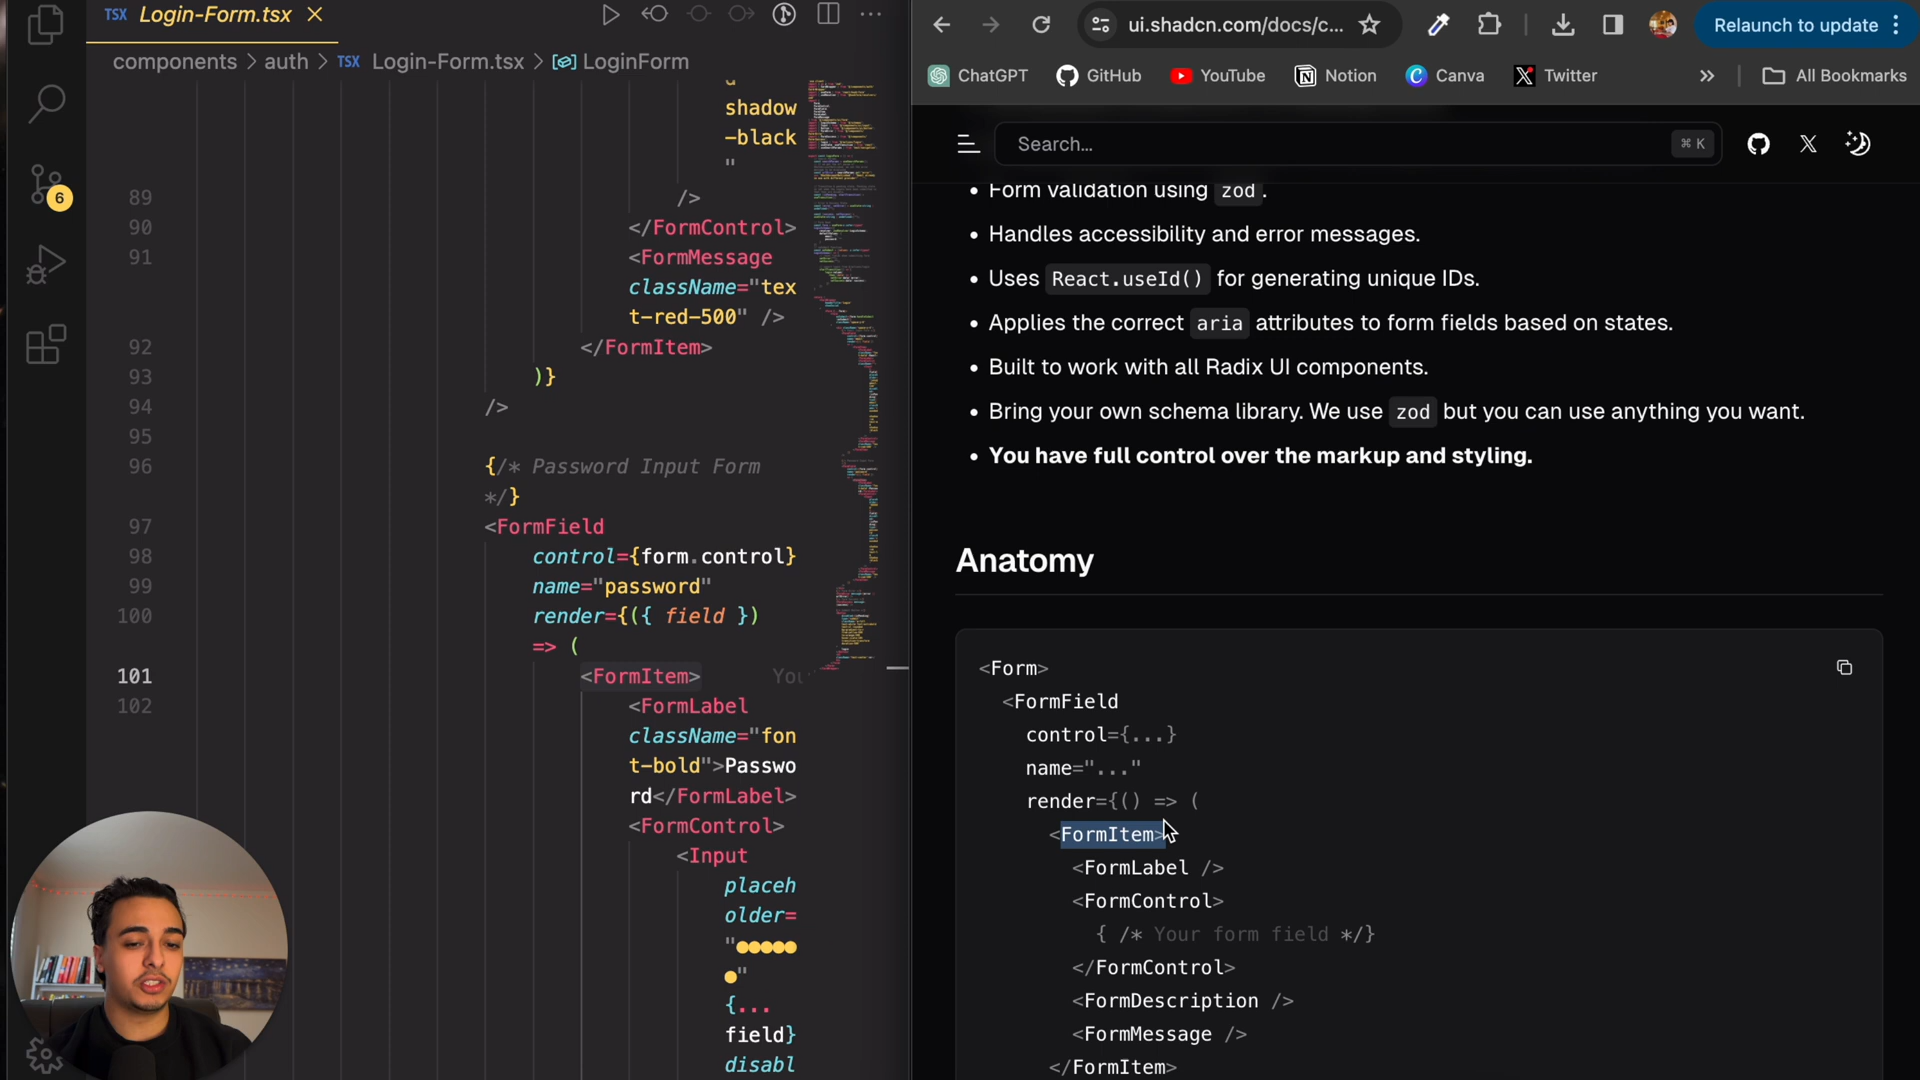 TSX Login-Form.tsx
components > auth > TSX Login-Form.tsx > LoginForm
shadow
-black
"
89 />
90 </FormControl>
91 <FormMessage
className="tex
t-red-500" />
92 </FormItem>
93 )}
94 />
95
96 {/* Password Input Form
*/}
97 <FormField
98 control={form.control}
99 name="password"
100 render={({ field })
=> (
101 <FormItem> You
102 <FormLabel
className="fon
t-bold">Passwo
rd</FormLabel>
<FormControl>
<Input
placeh
older=
"●●●●●
●"
{...
field}
disabl
6
ui.shadcn.com/docs/c...
Relaunch to update
ChatGPT GitHub YouTube Notion Canva Twitter » All Bookmarks
Search... ⌘ K
• Form validation using zod.
• Handles accessibility and error messages.
• Uses React.useId() for generating unique IDs.
• Applies the correct aria attributes to form fields based on states.
• Built to work with all Radix UI components.
• Bring your own schema library. We use zod but you can use anything you want.
• You have full control over the markup and styling.
Anatomy
<Form>
<FormField
control={...}
name="..."
render={() => (
<FormItem>
<FormLabel />
<FormControl>
{ /* Your form field */}
</FormControl>
<FormDescription />
<FormMessage />
</FormItem>